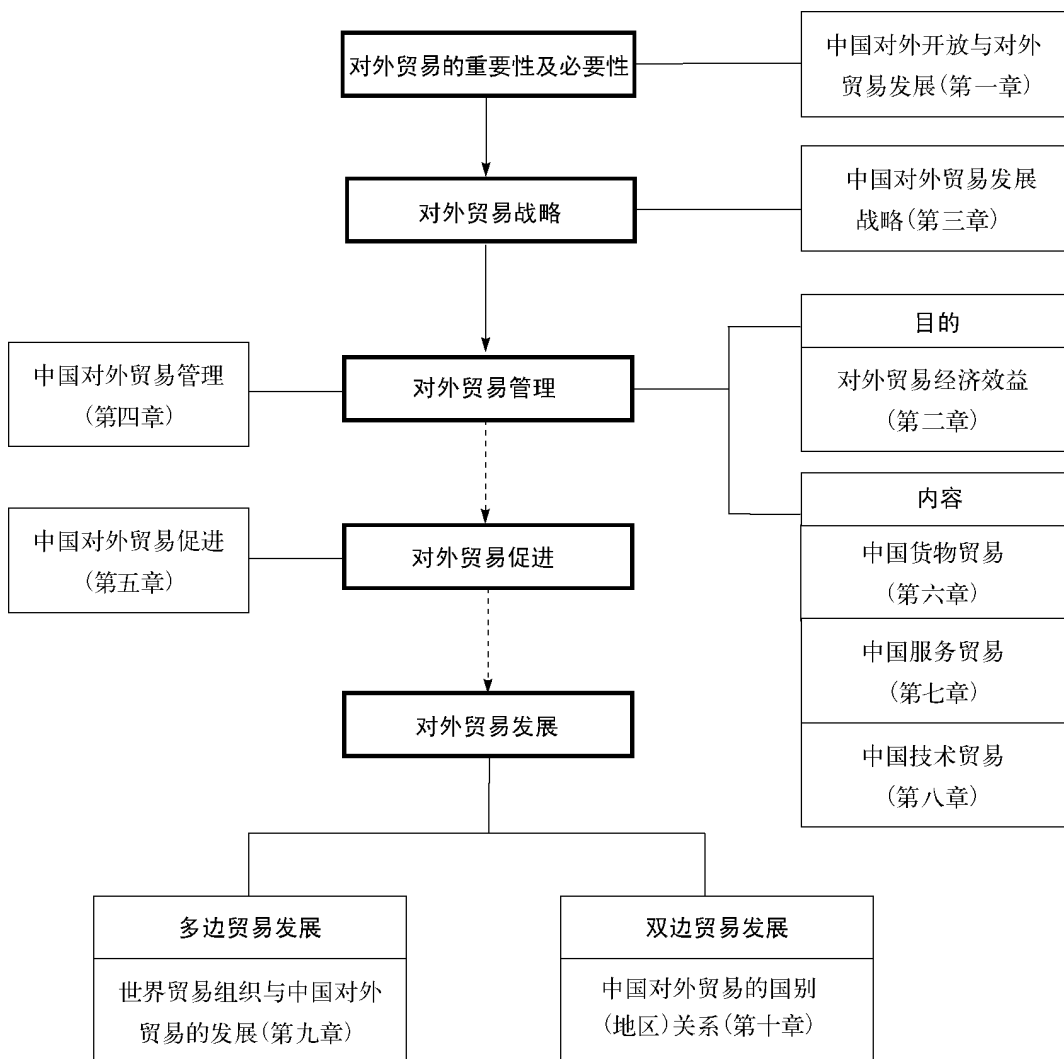 对外贸易的重要性及必要性
中国对外开放与对外
贸易发展(第一章)
对外贸易战略
中国对外贸易发展
战略(第三章)
中国对外贸易管理
(第四章)
对外贸易管理
目的
对外贸易经济效益
(第二章)
内容
中国货物贸易
(第六章)
中国服务贸易
(第七章)
中国技术贸易
(第八章)
中国对外贸易促进
(第五章)
对外贸易促进
对外贸易发展
多边贸易发展
世界贸易组织与中国对外
贸易的发展(第九章)
双边贸易发展
中国对外贸易的国别
(地区)关系(第十章)